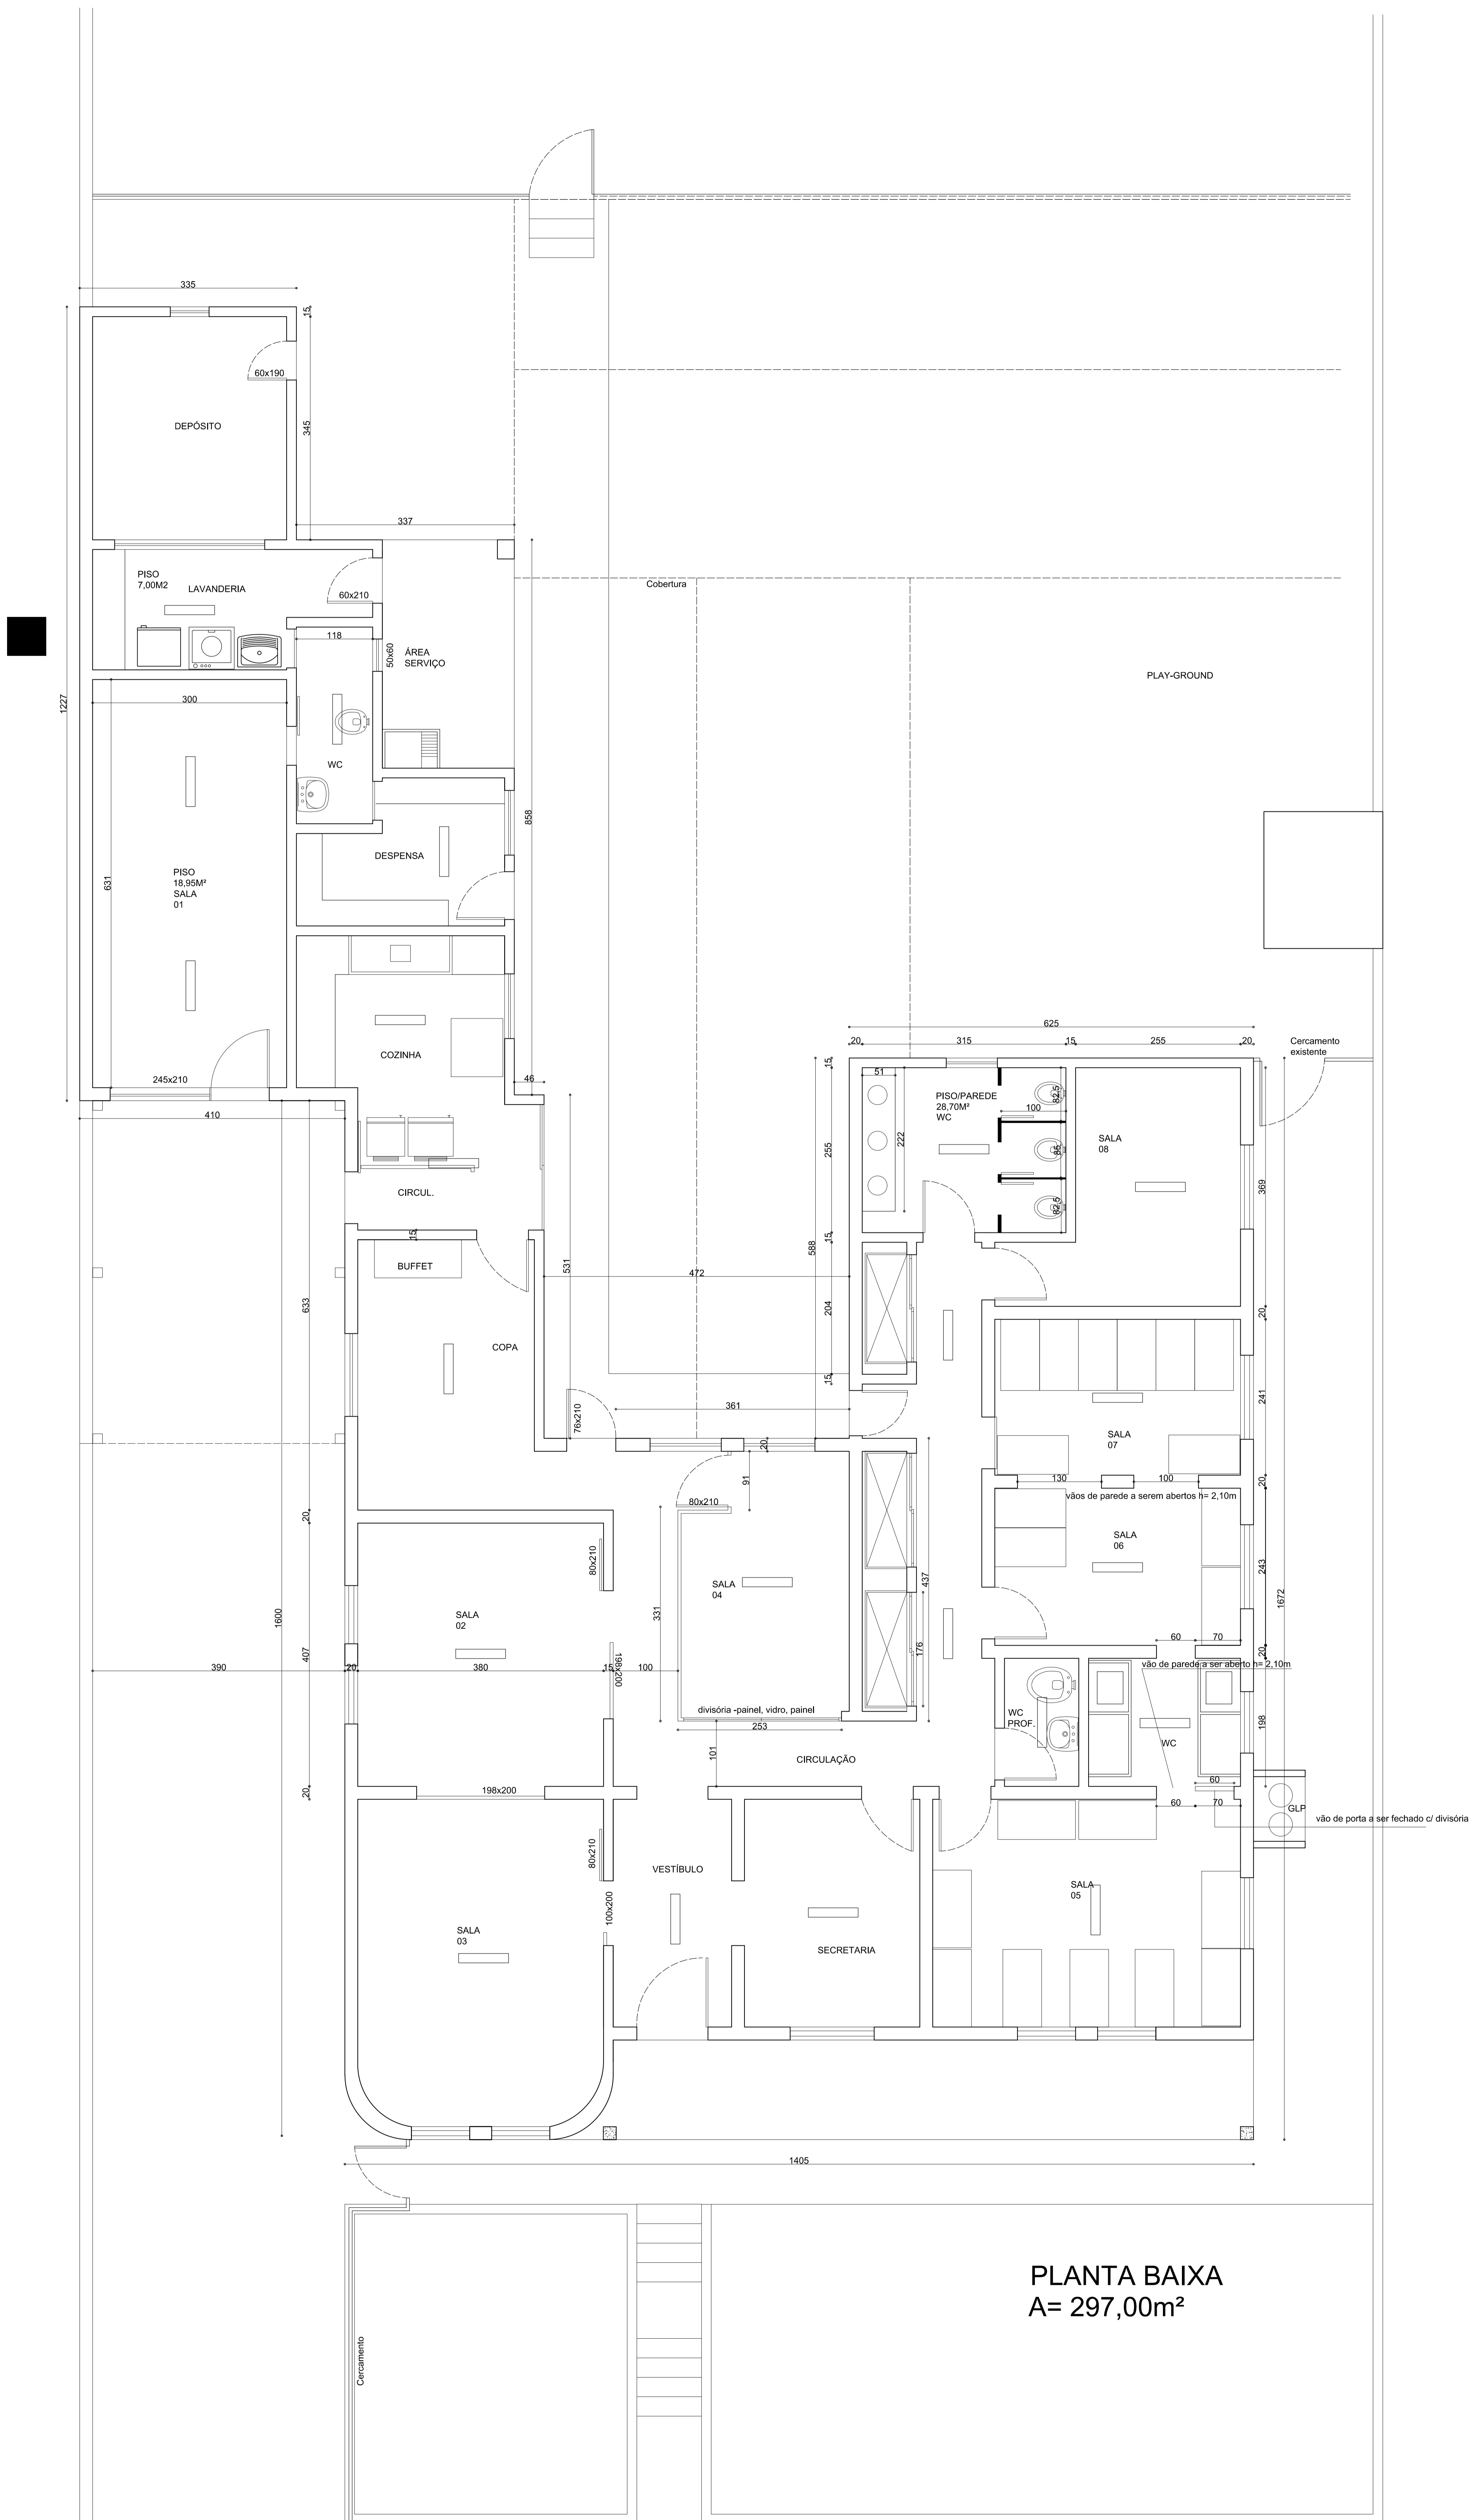 335
15
60x190
DEPÓSITO
345
337
PISO
7,00M2
LAVANDERIA
60x210
Cobertura
118
50x60
ÁREA
SERVIÇO
PLAY-GROUND
1227
300
WC
858
DESPENSA
631
PISO
18,95M²
SALA
01
COZINHA
245x210
46
410
625
20
315
15
255
20
Cercamento
existente
15
51
PISO/PAREDE
28,70M²
WC
82,5
100
222
255
85
SALA
08
369
CIRCUL.
82,5
15
15
588
BUFFET
531
472
633
204
20
COPA
15
241
361
76x210
SALA
07
20
91
130
100
20
80x210
vãos de parede a serem abertos h= 2,10m
20
SALA
06
80x210
243
437
SALA
04
1672
331
SALA
02
1600
407
176
60
70
20
390
20
380
15
100
198x200
vão de parede a ser aberto h= 2,10m
divisória -painel, vidro, painel
WC
PROF.
198
253
WC
101
CIRCULAÇÃO
60
20
198x200
60
70
GLP
vão de porta a ser fechado c/ divisória
80x210
VESTÍBULO
SALA
05
100x200
SALA
03
SECRETARIA
1405
PLANTA BAIXA
A= 297,00m²
Cercamento